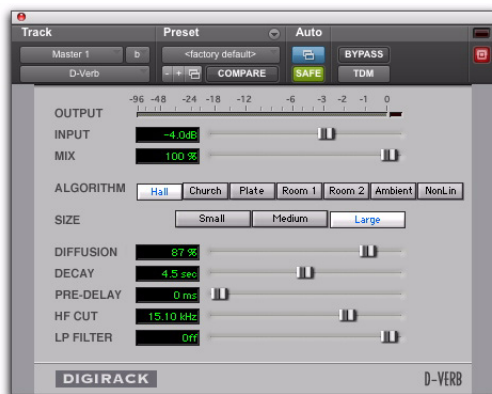 Track Preset Auto
Master 1 b <factory default> BYPASS
D-Verb - + COMPARE SAFE TDM
-96 -48 -24 -18 -12 -6 -3 -2 -1 0
OUTPUT
INPUT -4.0dB
MIX 100 %
ALGORITHM Hall Church Plate Room 1 Room 2 Ambient NonLin
SIZE Small Medium Large
DIFFUSION 87 %
DECAY 4.5 sec
PRE-DELAY 0 ms
HF CUT 15.10 kHz
LP FILTER Off
DIGIRACK D-VERB